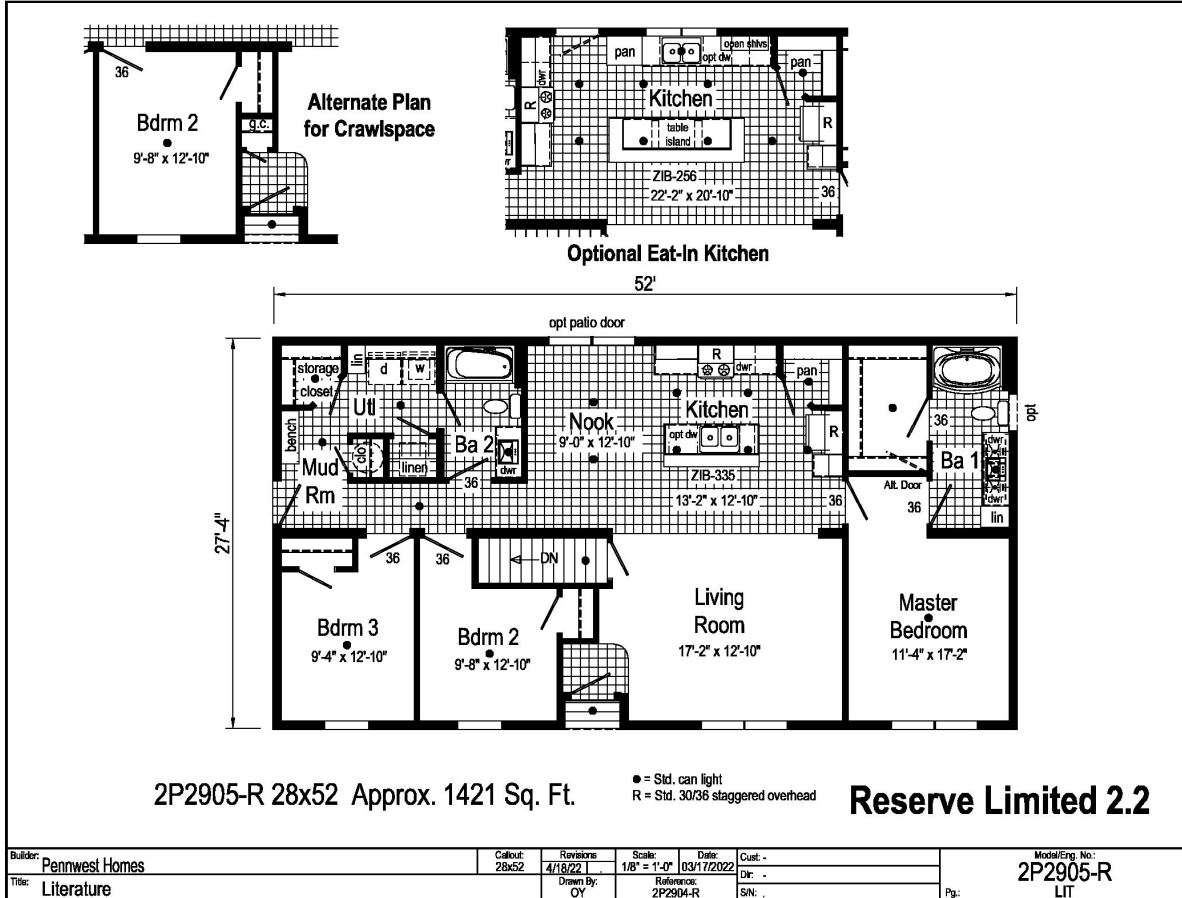 36
Bdrm 2
9'-8" x 12'-10"
g.c.
Alternate Plan
for Crawlspace
dwr
pan
opt dw
open shlvs
pan
R
Kitchen
R
table
island
ZIB-256
22'-2" x 20'-10"
36
Optional Eat-In Kitchen
52'
opt patio door
27'-4"
storage
closet
lin
d
w
Utl
bench
Mud
Rm
clo
linen
Ba 2
dwr
36
Nook
9'-0" x 12'-10"
R
dwr
pan
Kitchen
opt dw
R
ZIB-335
13'-2" x 12'-10"
36
36
opt
Ba 1
dwr
dwr
Alt. Door
36
lin
36
36
DN
Bdrm 3
9'-4" x 12'-10"
Bdrm 2
9'-8" x 12'-10"
Living
Room
17'-2" x 12'-10"
Master
Bedroom
11'-4" x 17'-2"
2P2905-R 28x52 Approx. 1421 Sq. Ft.
● = Std. can light
R = Std. 30/36 staggered overhead
Reserve Limited 2.2
Builder: Pennwest Homes
Title: Literature
Callout:
28x52
Revisions
4/18/22 .
Drawn By:
OY
Scale:
1/8" = 1'-0"
Date:
03/17/2022
Reference:
2P2904-R
Cust: -
Dir: -
S/N: .
Model/Eng. No.:
2P2905-R
Pg.: LIT